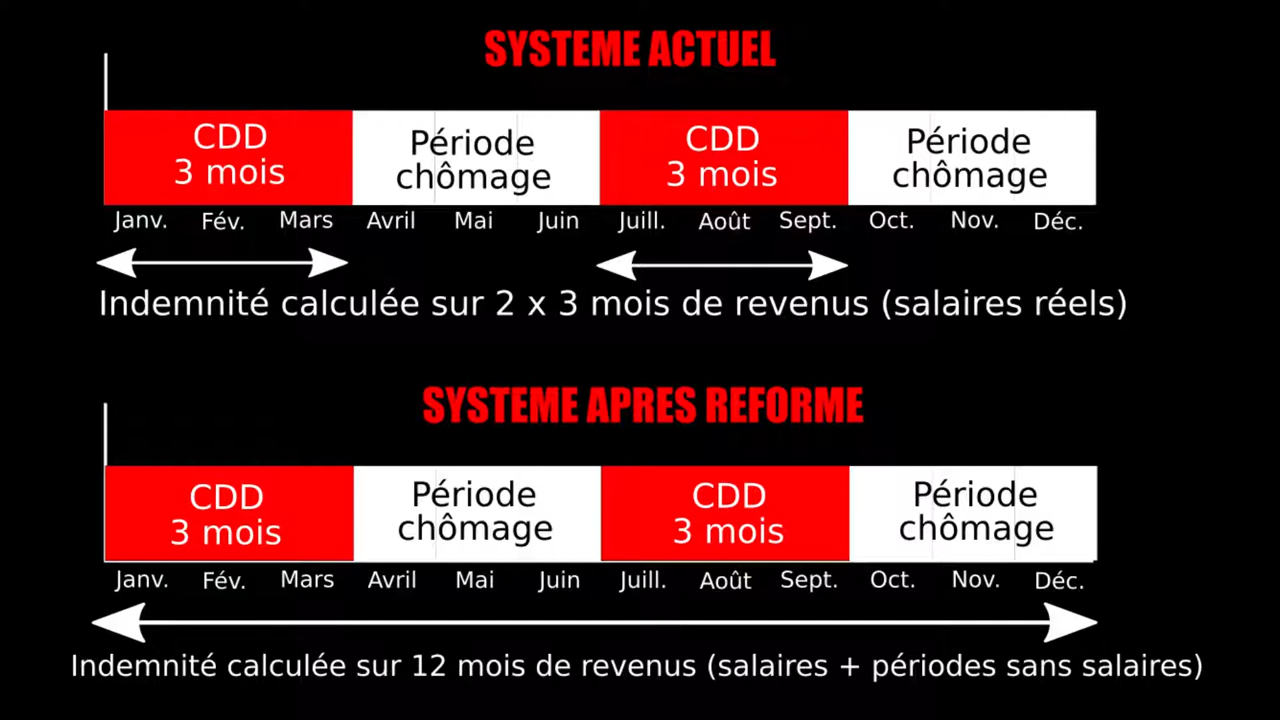 SYSTEME ACTUEL
CDD
3 mois
Période
chômage
CDD
3 mois
Période
chômage
Janv. Fév. Mars Avril Mai Juin Juill. Août Sept. Oct. Nov. Déc.
Indemnité calculée sur 2 x 3 mois de revenus (salaires réels)
SYSTEME APRES REFORME
CDD
3 mois
Période
chômage
CDD
3 mois
Période
chômage
Janv. Fév. Mars Avril Mai Juin Juill. Août Sept. Oct. Nov. Déc.
Indemnité calculée sur 12 mois de revenus (salaires + périodes sans salaires)